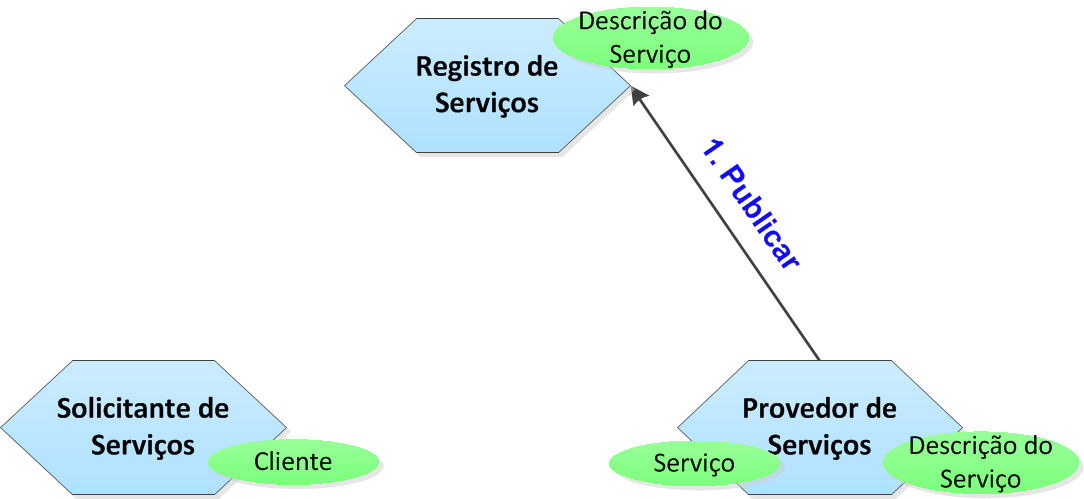 Descrição do
Serviço
Registro de
Serviços
1. Publicar
Solicitante de
Serviços
Cliente
Provedor de
Serviços
Serviço
Descrição do
Serviço